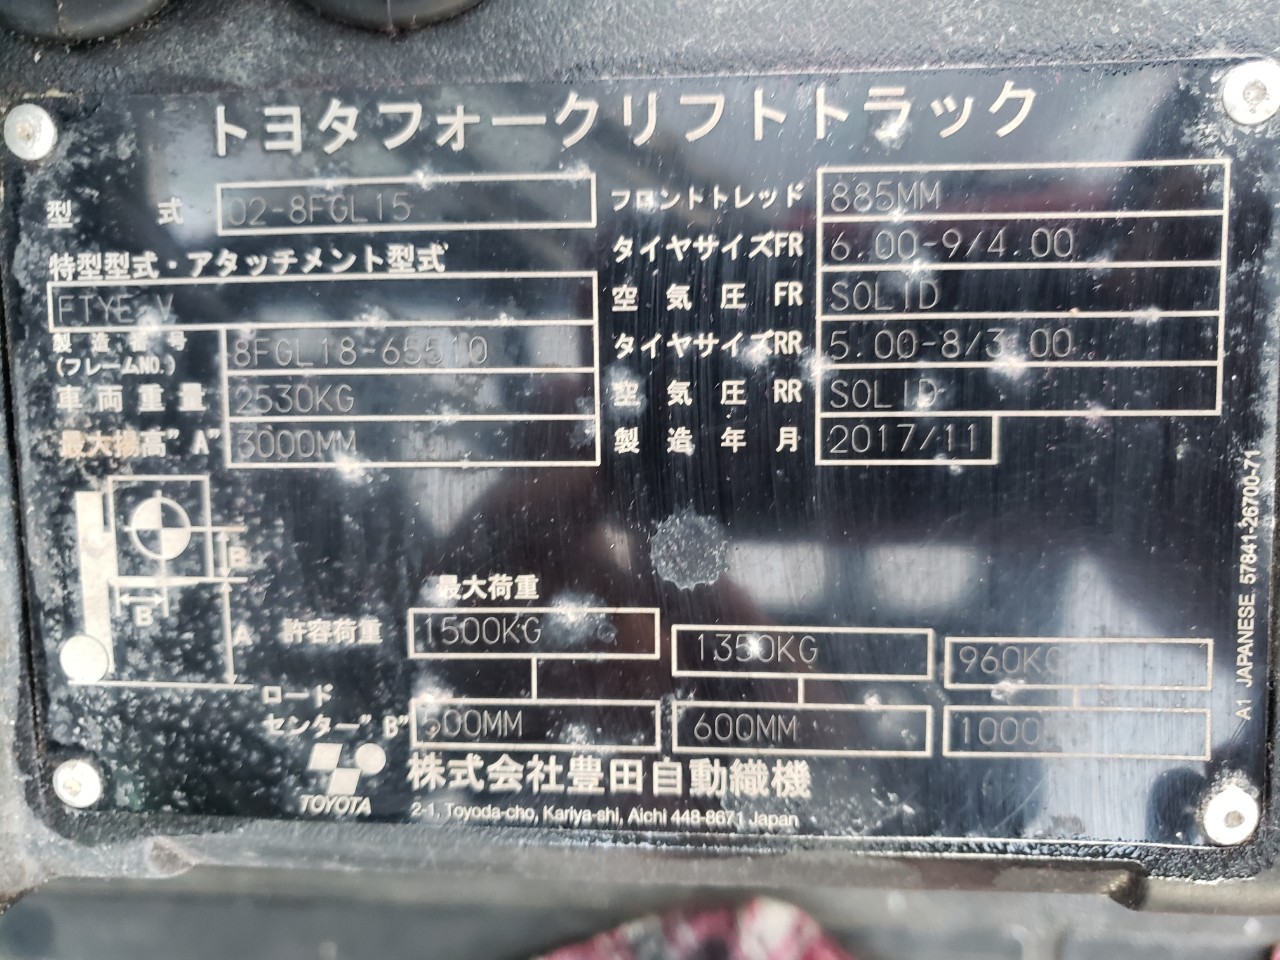 トヨタフォークリフトトラック
型 式 02-8FGL15
特型型式・アタッチメント型式
FTYE-V
製造番号 (フレームNO.) 8FGL18-65510
車両重量 2530KG
最大揚高"A" 3000MM
フロントトレッド 885MM
タイヤサイズFR 6.00-9/4.00
空気圧 FR SOLID
タイヤサイズRR 5.00-8/3.00
空気圧 RR SOLID
製造年月 2017/11
B
B
A
最大荷重
許容荷重 1500KG 1350KG 960KG
ロード
センター"B" 500MM 600MM 1000
TOYOTA
株式会社豊田自動織機
2-1, Toyoda-cho, Kariya-shi, Aichi 448-8671 Japan
A1 JAPANESE 57841-26700-71